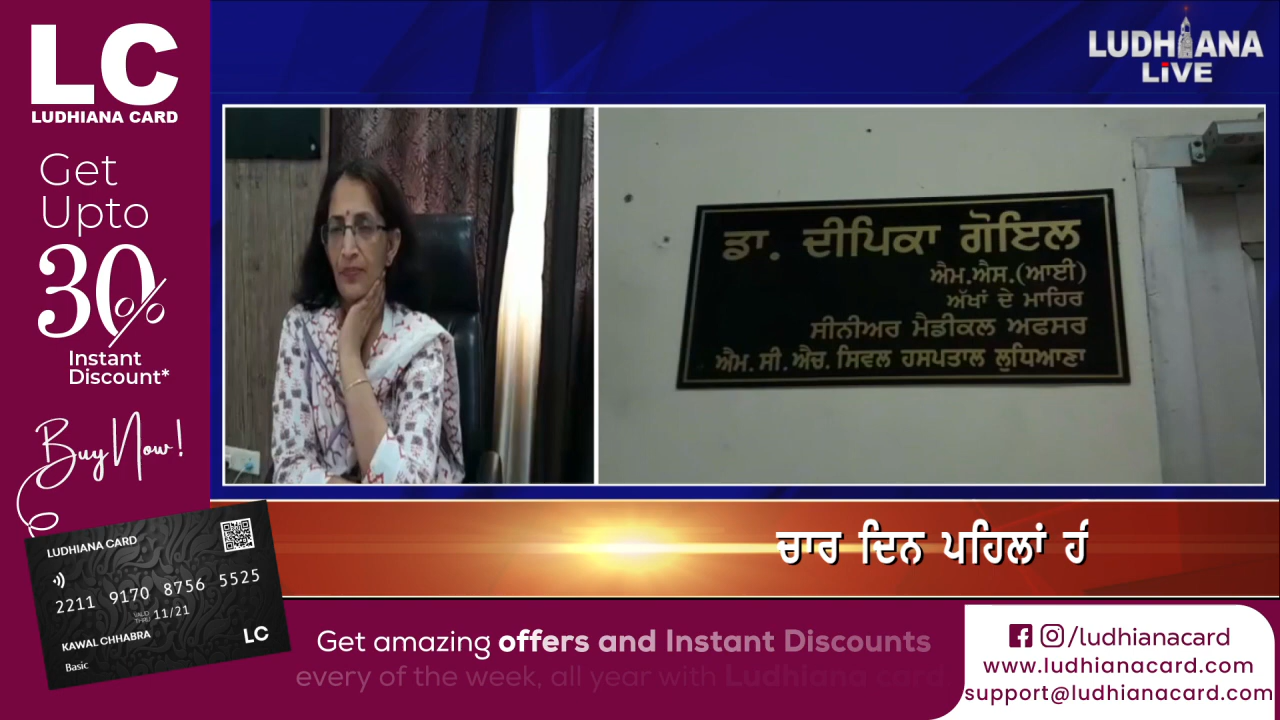 LC
LUDHIANA CARD
Get
Upto
30%
Instant
Discount*
Buy Now!
LUDHIANA CARD
2211 9170 8756 5525
VALID THRU 11/21
KAWAL CHHABRA
LC
Basic
LUDHIANA
LiVE
ਡਾ. ਦੀਪਿਕਾ ਗੋਇਲ
ਐਮ.ਐਸ.(ਆਈ)
ਅੱਖਾਂ ਦੇ ਮਾਹਿਰ
ਸੀਨੀਅਰ ਮੈਡੀਕਲ ਅਫਸਰ
ਐਮ.ਸੀ.ਐਚ.ਸਿਵਲ ਹਸਪਤਾਲ ਲੁਧਿਆਣਾ
ਚਾਰ ਦਿਨ ਪਹਿਲਾਂ
Get amazing offers and Instant Discounts
every of the week, all year with Ludhiana card
/ludhianacard
www.ludhianacard.com
support@ludhianacard.com